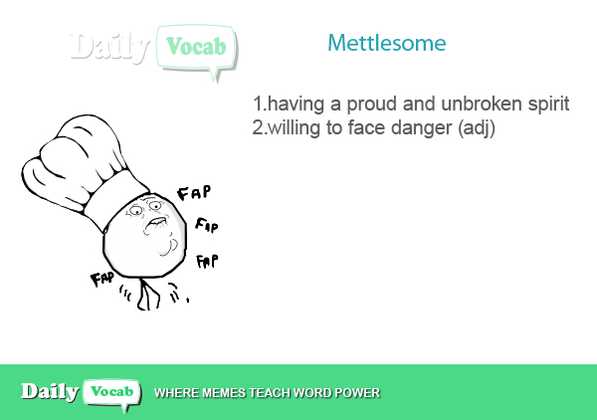 Daily Vocab
Mettlesome
1.having a proud and unbroken spirit
2.willing to face danger (adj)
FAP
FAP
FAP
FAP
Daily Vocab WHERE MEMES TEACH WORD POWER